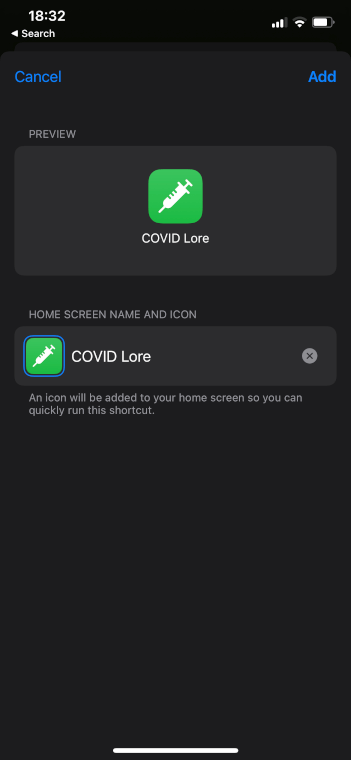 18:32
◀ Search
Cancel
Add
PREVIEW
COVID Lore
HOME SCREEN NAME AND ICON
COVID Lore
An icon will be added to your home screen so you can
quickly run this shortcut.